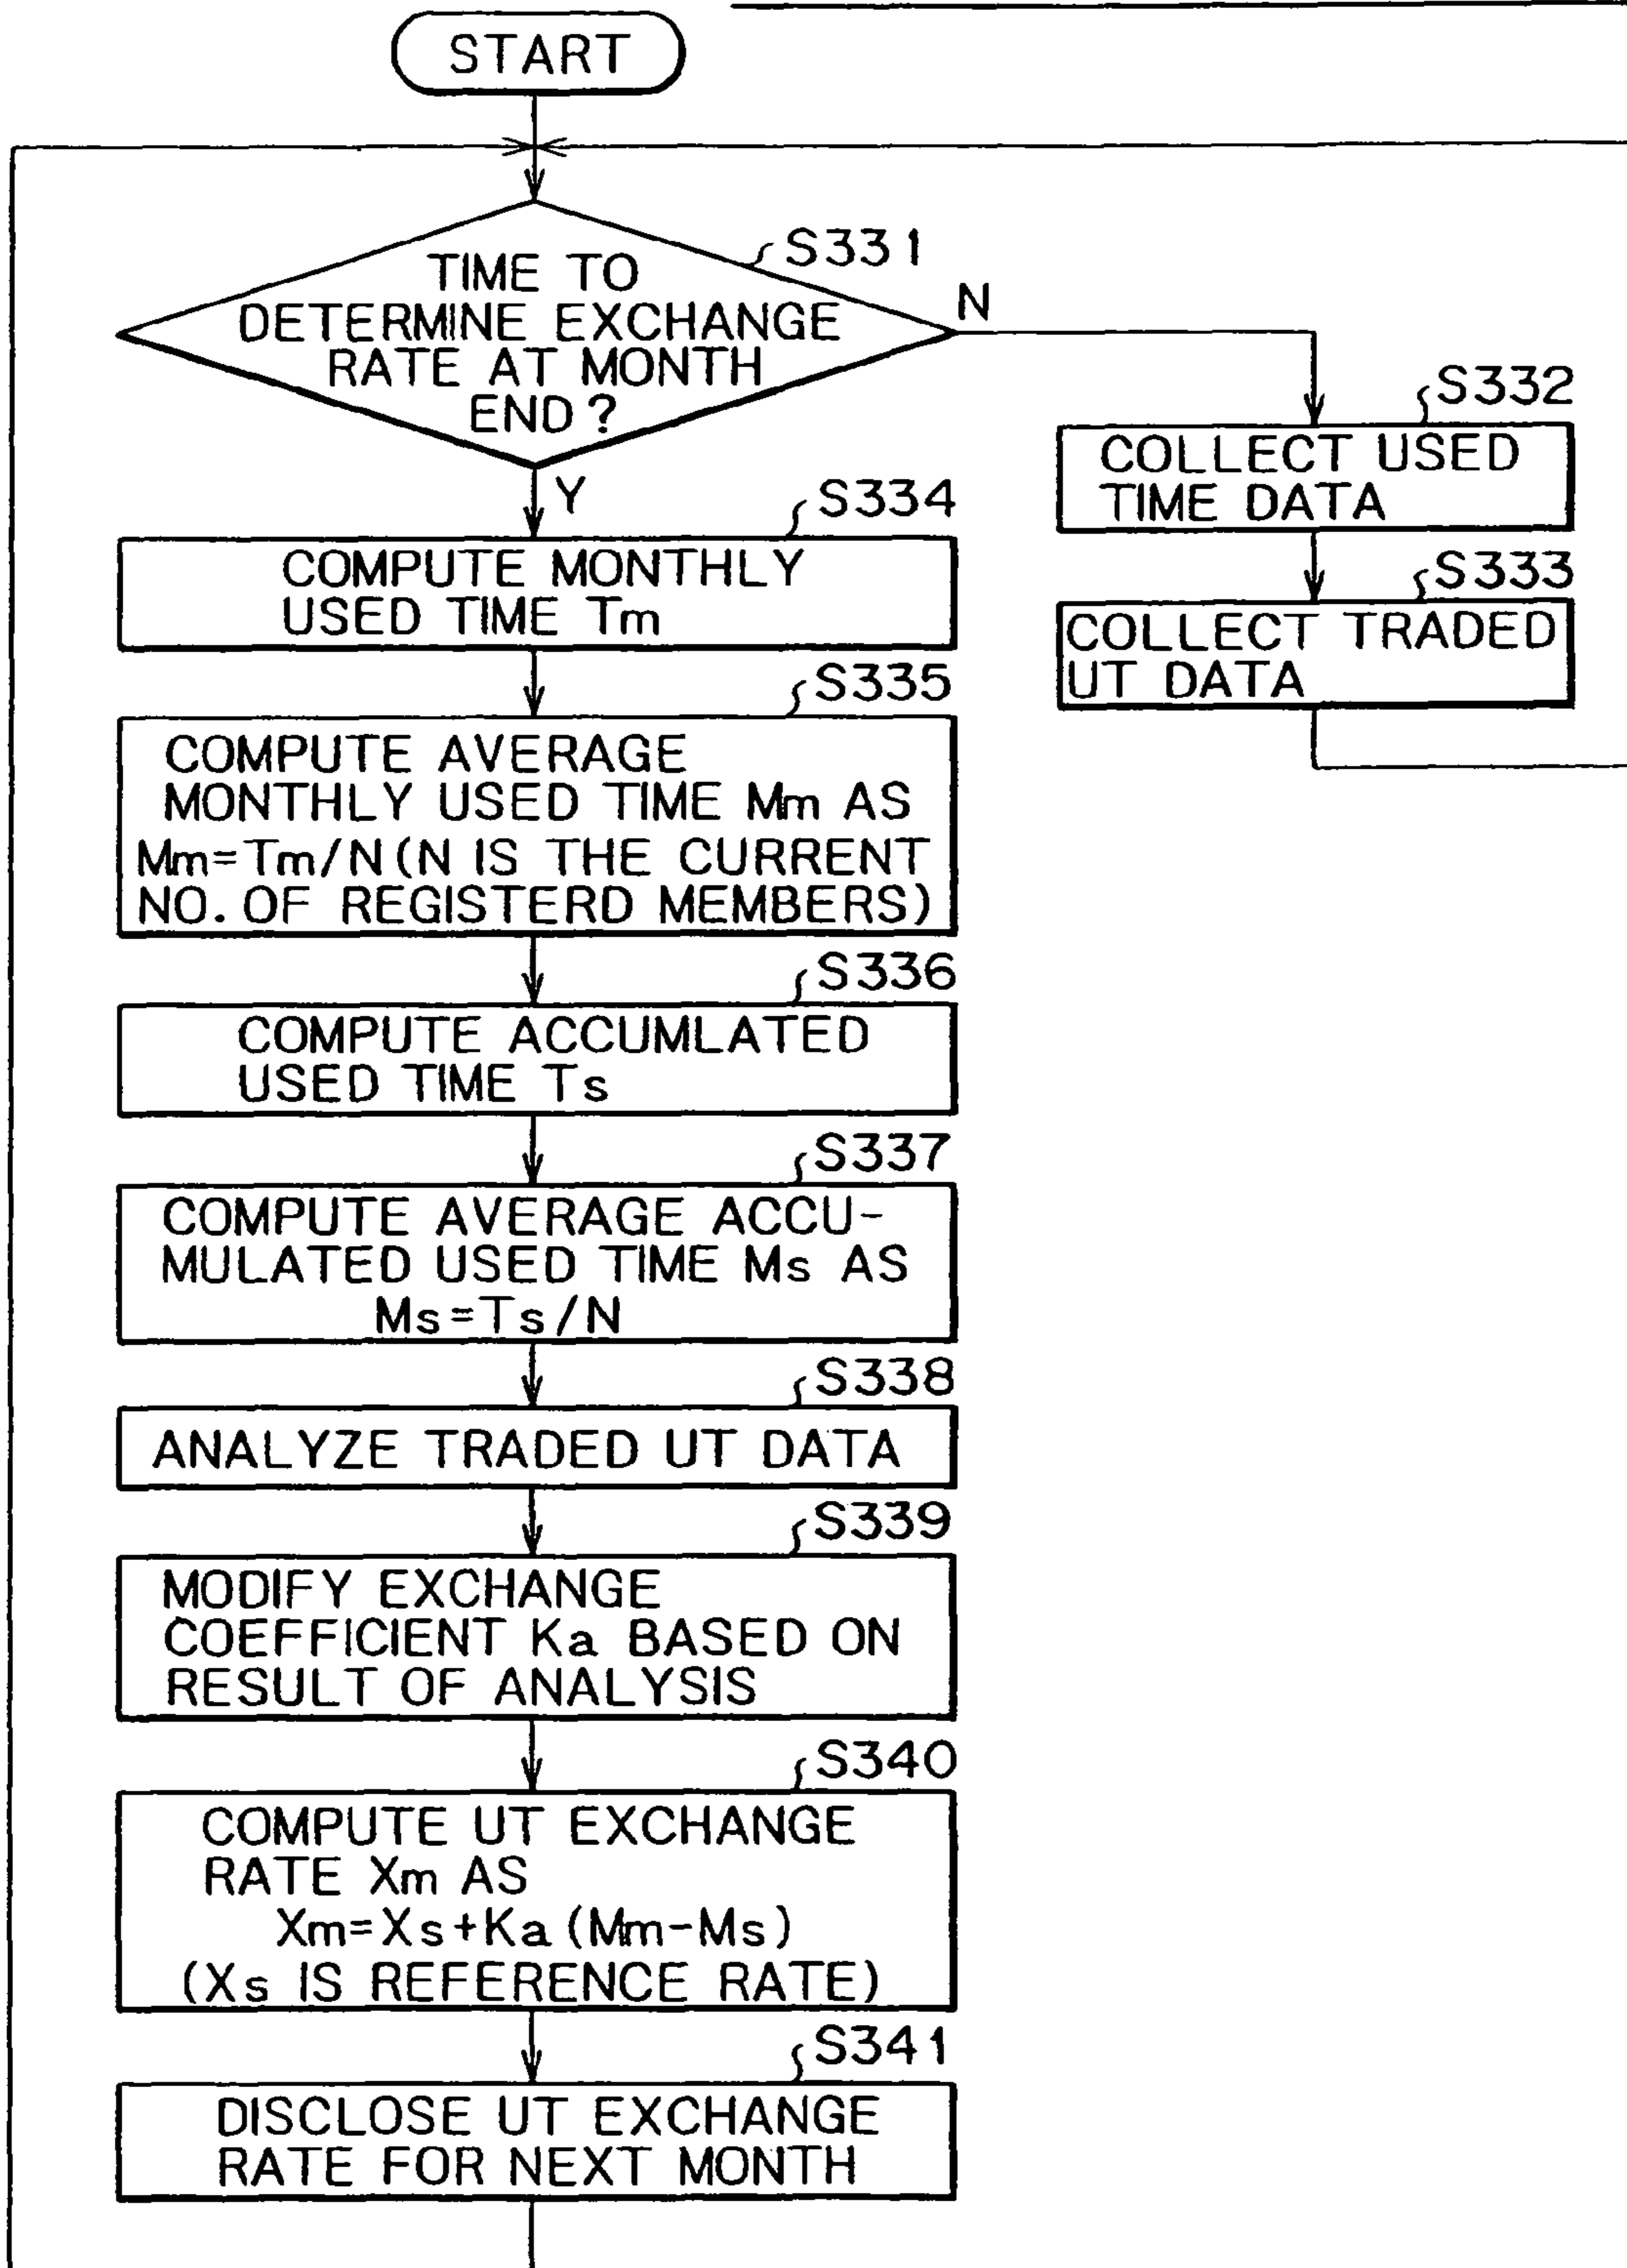 START
S331
TIME TO
DETERMINE EXCHANGE
RATE AT MONTH
END?
N
Y
S332
COLLECT USED
TIME DATA
S333
COLLECT TRADED
UT DATA
S334
COMPUTE MONTHLY
USED TIME Tm
S335
COMPUTE AVERAGE
MONTHLY USED TIME Mm AS
Mm=Tm/N(N IS THE CURRENT
NO. OF REGISTERD MEMBERS)
S336
COMPUTE ACCUMLATED
USED TIME Ts
S337
COMPUTE AVERAGE ACCU-
MULATED USED TIME Ms AS
Ms=Ts/N
S338
ANALYZE TRADED UT DATA
S339
MODIFY EXCHANGE
COEFFICIENT Ka BASED ON
RESULT OF ANALYSIS
S340
COMPUTE UT EXCHANGE
RATE Xm AS
Xm=Xs+Ka(Mm-Ms)
(Xs IS REFERENCE RATE)
S341
DISCLOSE UT EXCHANGE
RATE FOR NEXT MONTH